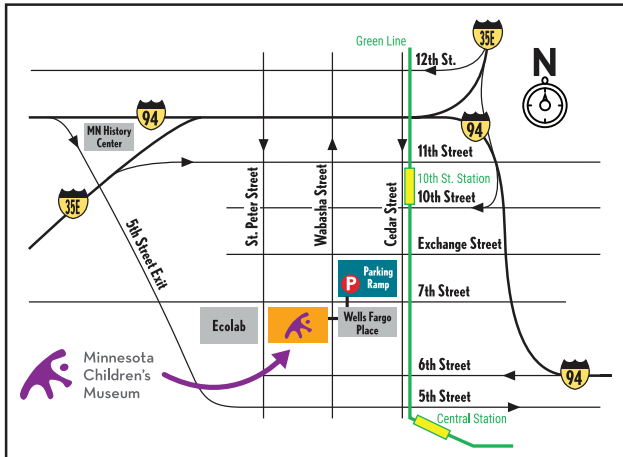 Green Line
35E
12th St.
N
94
MN History
Center
94
11th Street
10th St. Station
35E
10th Street
St. Peter Street
Wabasha Street
Cedar Street
5th Street Exit
Exchange Street
P
Parking
Ramp
7th Street
Ecolab
Wells Fargo
Place
Minnesota
Children's
Museum
6th Street
94
5th Street
Central Station